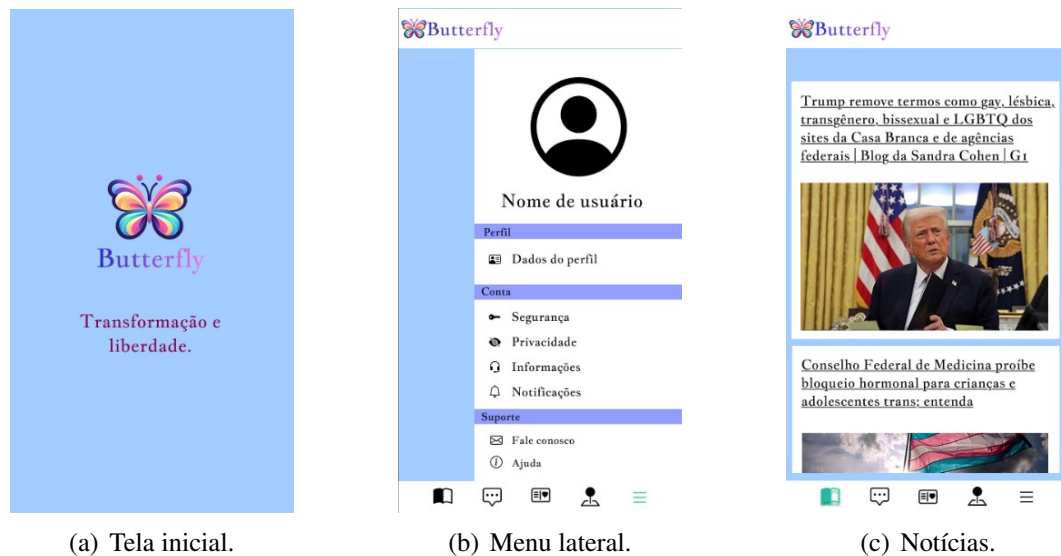 Butterfly
Transformação e
liberdade.
(a) Tela inicial.
Butterfly
Nome de usuário
Perfil
Dados do perfil
Conta
Segurança
Privacidade
Informações
Notificações
Suporte
Fale conosco
Ajuda
(b) Menu lateral.
Butterfly
Trump remove termos como gay, lésbica,
transgênero, bissexual e LGBTQ dos
sites da Casa Branca e de agências
federais | Blog da Sandra Cohen | G1
Conselho Federal de Medicina proíbe
bloqueio hormonal para crianças e
adolescentes trans; entenda
(c) Notícias.